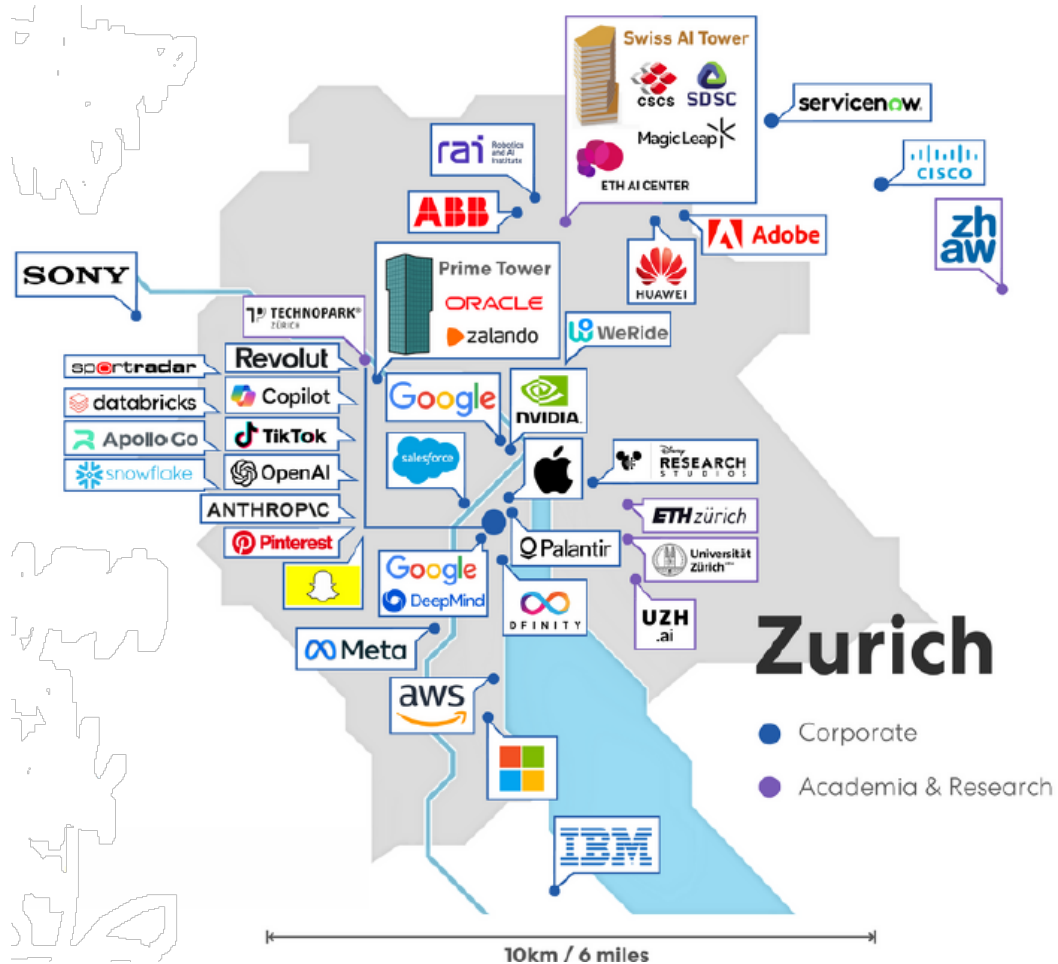 Swiss AI Tower
CSCS
SDSC
Magic Leap
ETH AI CENTER
servicenow.
CISCO
zh
aw
rai Robotics and AI Institute
ABB
Adobe
HUAWEI
SONY
Prime Tower
ORACLE
zalando
TECHNOPARK®
ZÜRICH
WeRide
sportradar
Revolut
databricks
Copilot
Google
NVIDIA.
Apollo Go
TikTok
salesforce
snowflake
OpenAI
Disney
RESEARCH
STUDIOS
ANTHROP\C
ETH zürich
Pinterest
Palantir
Universität
Zürich
Google
DeepMind
DFINITY
UZH
.ai
Meta
aws
Zurich
Corporate
Academia & Research
IBM
10km / 6 miles